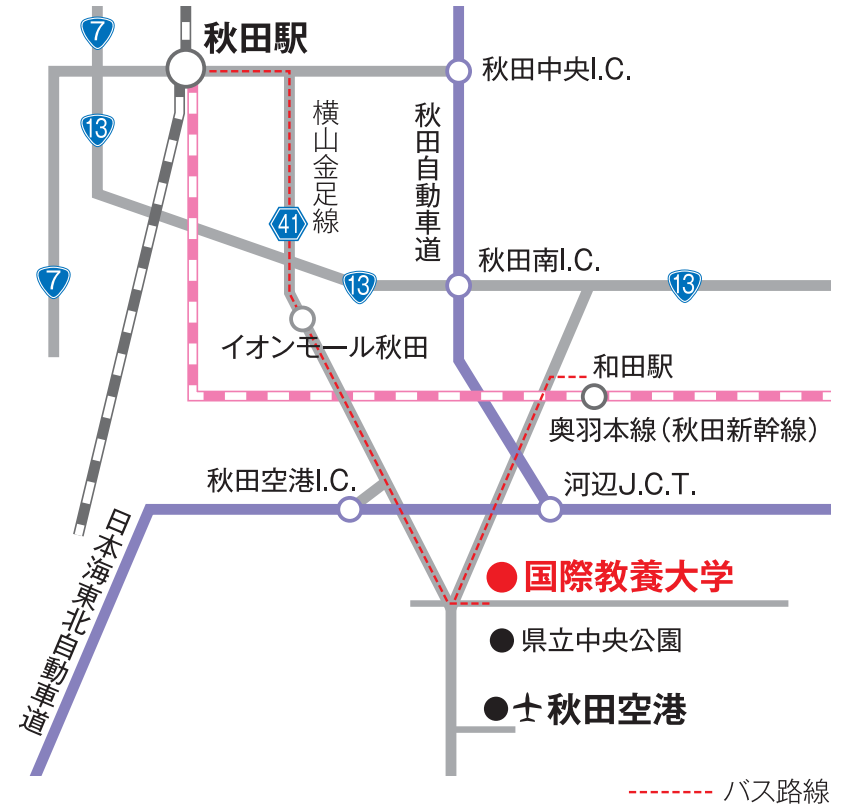 7
秋田駅
秋田中央I.C.
13
横山金足線
秋田自動車道
41
秋田南I.C.
7
13
13
イオンモール秋田
和田駅
奥羽本線（秋田新幹線）
秋田空港I.C.
河辺J.C.T.
日本海東北自動車道
国際教養大学
県立中央公園
秋田空港
バス路線